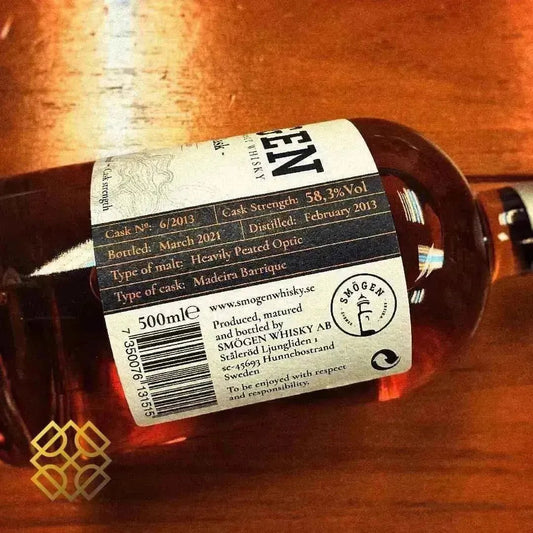 GEN
WHISKY
Cask strength
Cask Nº: 6/2013
Cask Strength: 58,3%Vol
Bottled: March 2021
Distilled: February 2013
Type of malt: Heavily Peated Optic
Type of cask: Madeira Barrique
500ml℮
www.smogenwhisky.se
Produced, matured
and bottled by
SMÖGEN WHISKY AB
Ståleröd Ljungliden 1
se-45693 Hunnebostrand
Sweden
To be enjoyed with respect
and responsibility.
7 350076 131515
SMÖGEN